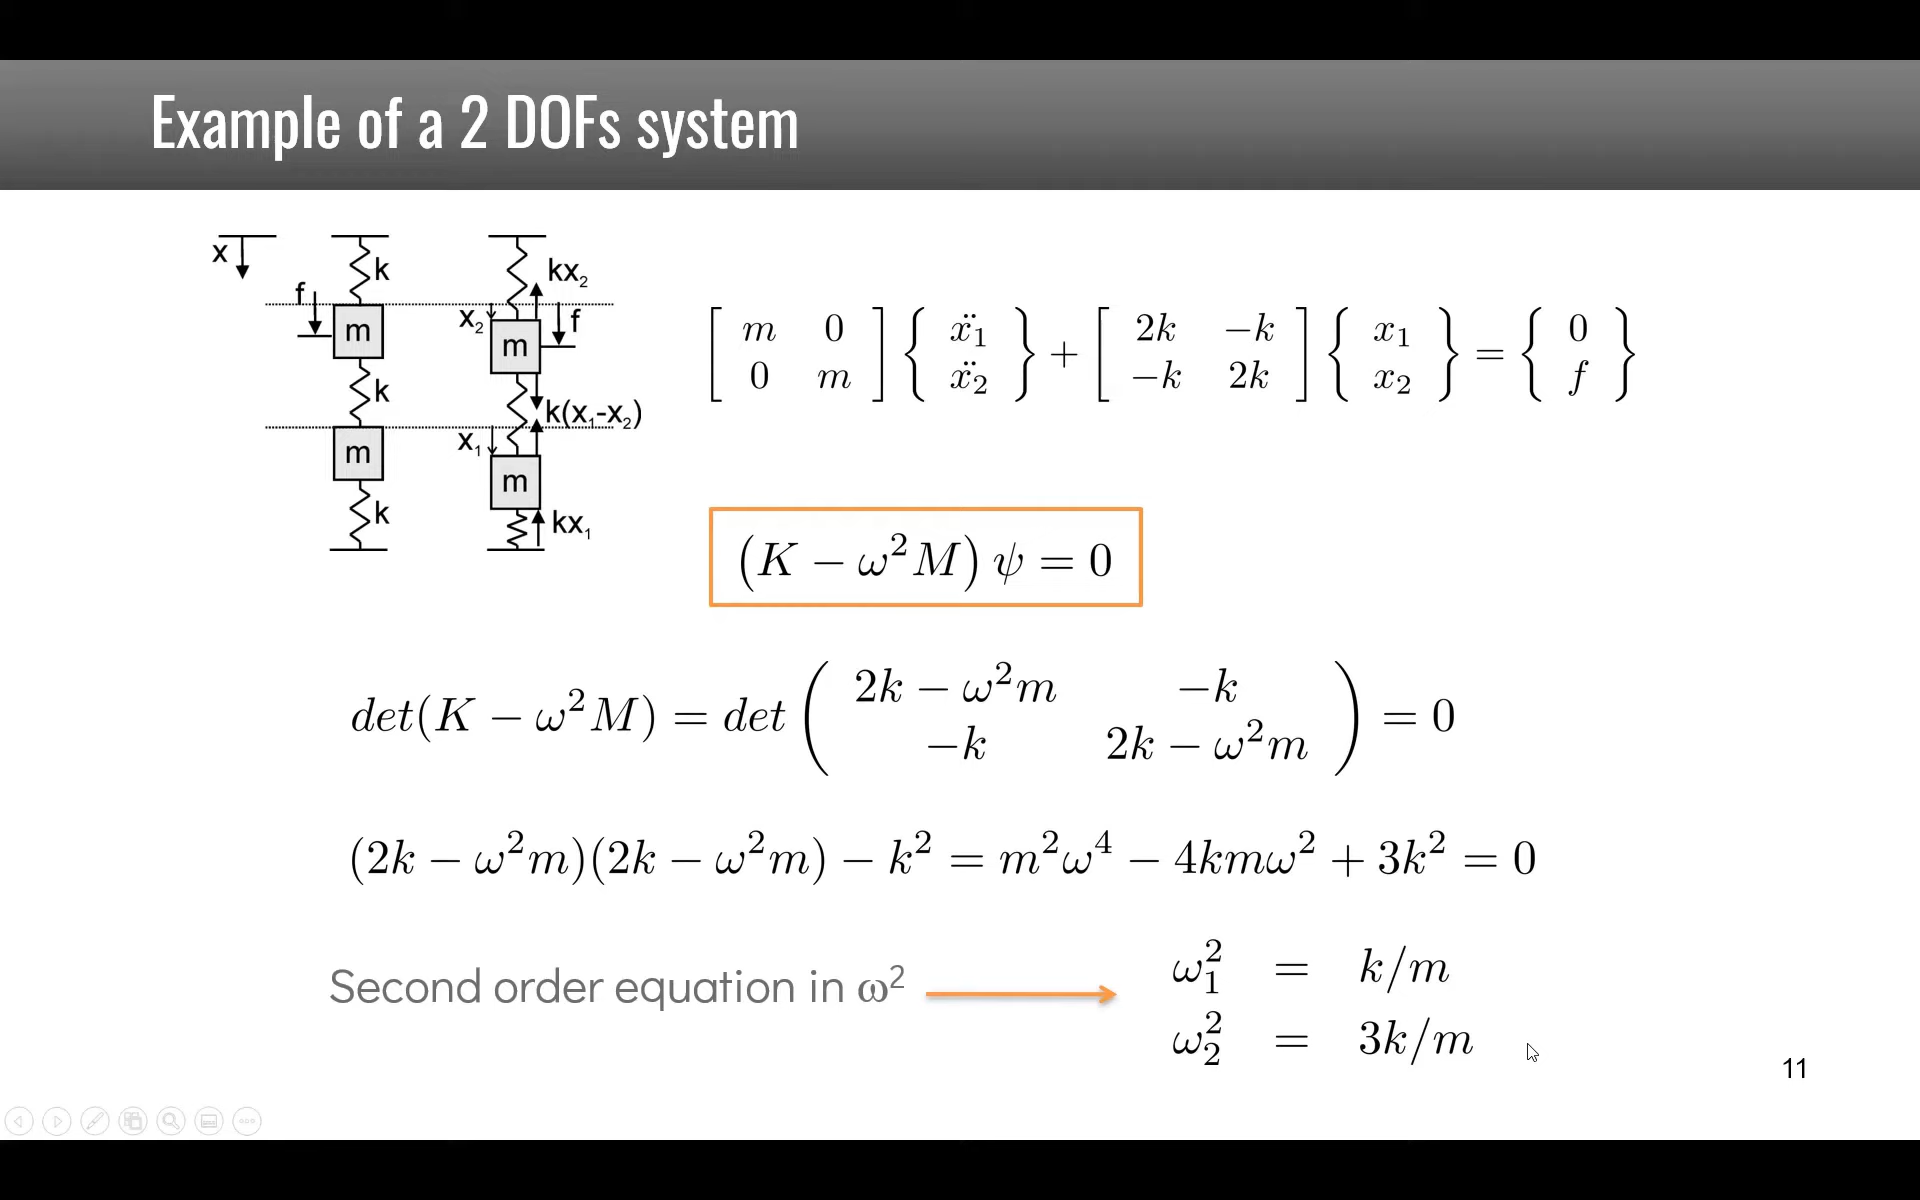 Example of a 2 DOFs system
x
k
f
m
k
m
k
kx₂
x₂
f
m
k(x₁-x₂)
x₁
m
kx₁
[ m 0 ; 0 m ] { ẍ₁ ; ẍ₂ } + [ 2k −k ; −k 2k ] { x₁ ; x₂ } = { 0 ; f }
(K − ω²M) ψ = 0
det(K − ω²M) = det ( 2k − ω²m −k ; −k 2k − ω²m ) = 0
(2k − ω²m)(2k − ω²m) − k² = m²ω⁴ − 4kmω² + 3k² = 0
Second order equation in ω²
ω₁² = k/m
ω₂² = 3k/m
11